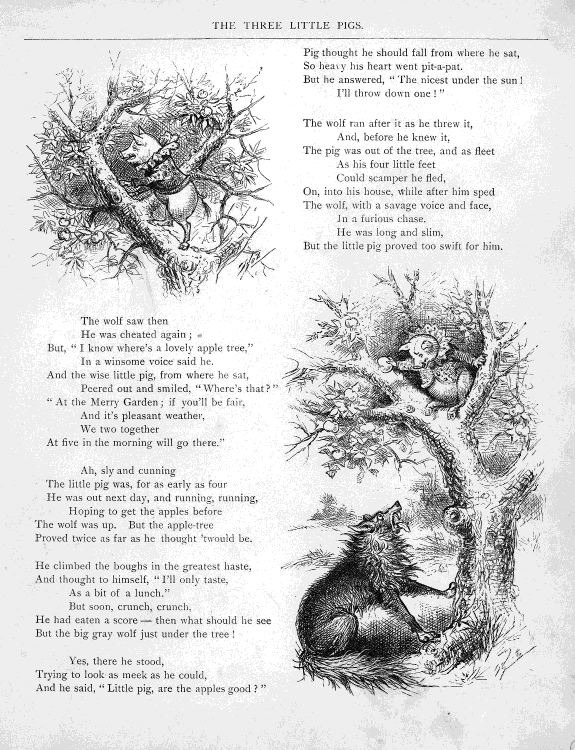 THE THREE LITTLE PIGS.
The wolf saw then
He was cheated again;
But, "I know where's a lovely apple tree,"
In a winsome voice said he.
And the wise little pig, from where he sat,
Peered out and smiled, "Where's that?"
"At the Merry Garden; if you'll be fair,
And it's pleasant weather,
We two together
At five in the morning will go there."
Ah, sly and cunning
The little pig was, for as early as four
He was out next day, and running, running,
Hoping to get the apples before
The wolf was up. But the apple-tree
Proved twice as far as he thought 'twould be.
He climbed the boughs in the greatest haste,
And thought to himself, "I'll only taste,
As a bit of a lunch."
But soon, crunch, crunch,
He had eaten a score — then what should he see
But the big gray wolf just under the tree!
Yes, there he stood,
Trying to look as meek as he could,
And he said, "Little pig, are the apples good?"
Pig thought he should fall from where he sat,
So heavy his heart went pit-a-pat.
But he answered, "The nicest under the sun!
I'll throw down one!"
The wolf ran after it as he threw it,
And, before he knew it,
The pig was out of the tree, and as fleet
As his four little feet
Could scamper he fled,
On, into his house, while after him sped
The wolf, with a savage voice and face,
In a furious chase.
He was long and slim,
But the little pig proved too swift for him.